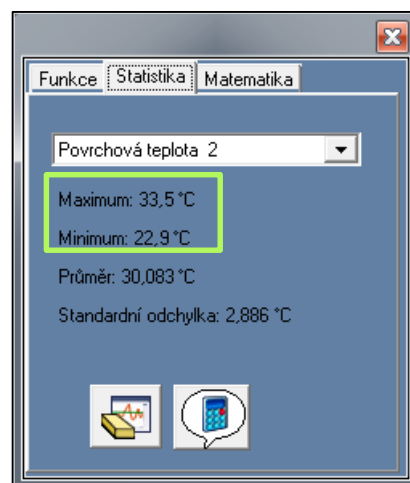 Funkce Statistika Matematika
Povrchová teplota 2
Maximum: 33,5 °C
Minimum: 22,9 °C
Průměr: 30,083 °C
Standardní odchylka: 2,886 °C